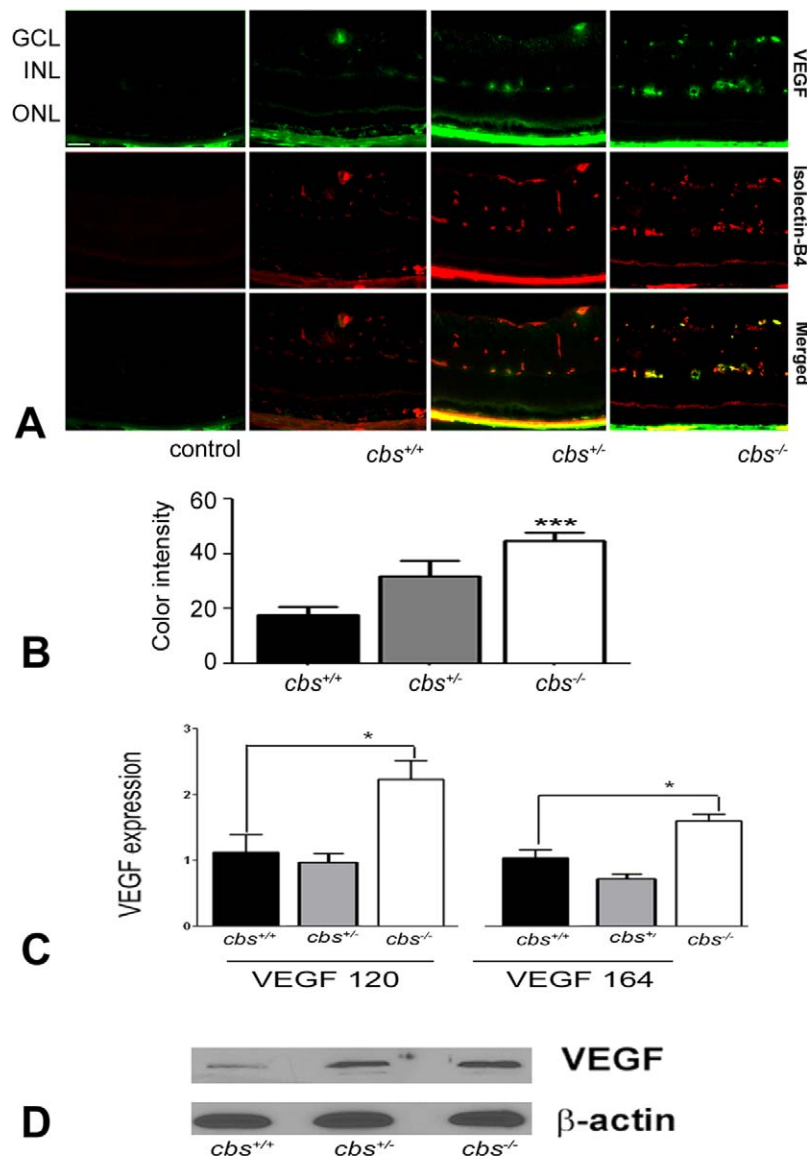 GCL
INL
ONL
VEGF
Isolectin-B4
Merged
A
control cbs+/+ cbs+/- cbs-/-
B
Color intensity
60
40
20
0
***
cbs+/+ cbs+/- cbs-/-
C
VEGF expression
3
2
1
0
*
*
cbs+/+ cbs+/- cbs-/- cbs+/+ cbs+/ cbs-/-
VEGF 120 VEGF 164
D
VEGF
β-actin
cbs+/+ cbs+/- cbs-/-